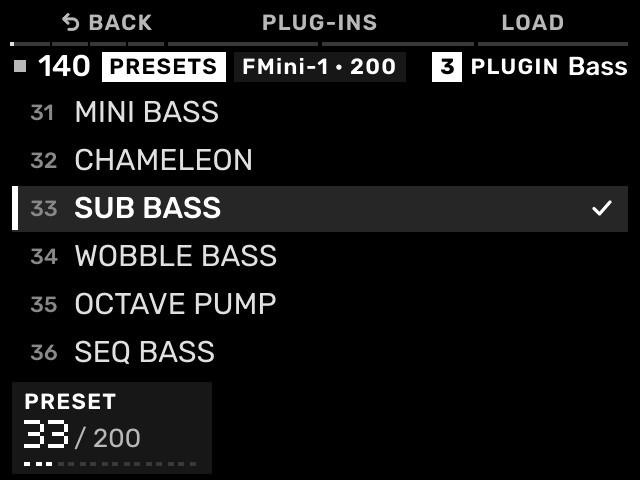 BACK PLUG-INS LOAD
140 PRESETS FMini-1 • 200 3 PLUGIN Bass
31 MINI BASS
32 CHAMELEON
33 SUB BASS
34 WOBBLE BASS
35 OCTAVE PUMP
36 SEQ BASS
PRESET
33 / 200